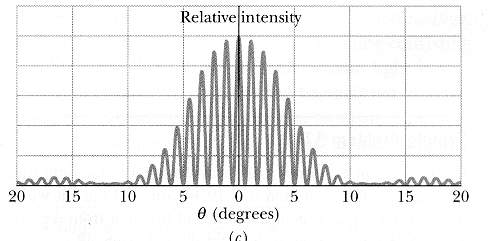 Relative intensity
20 15 10 5 0 5 10 15 20
θ (degrees)
(c)